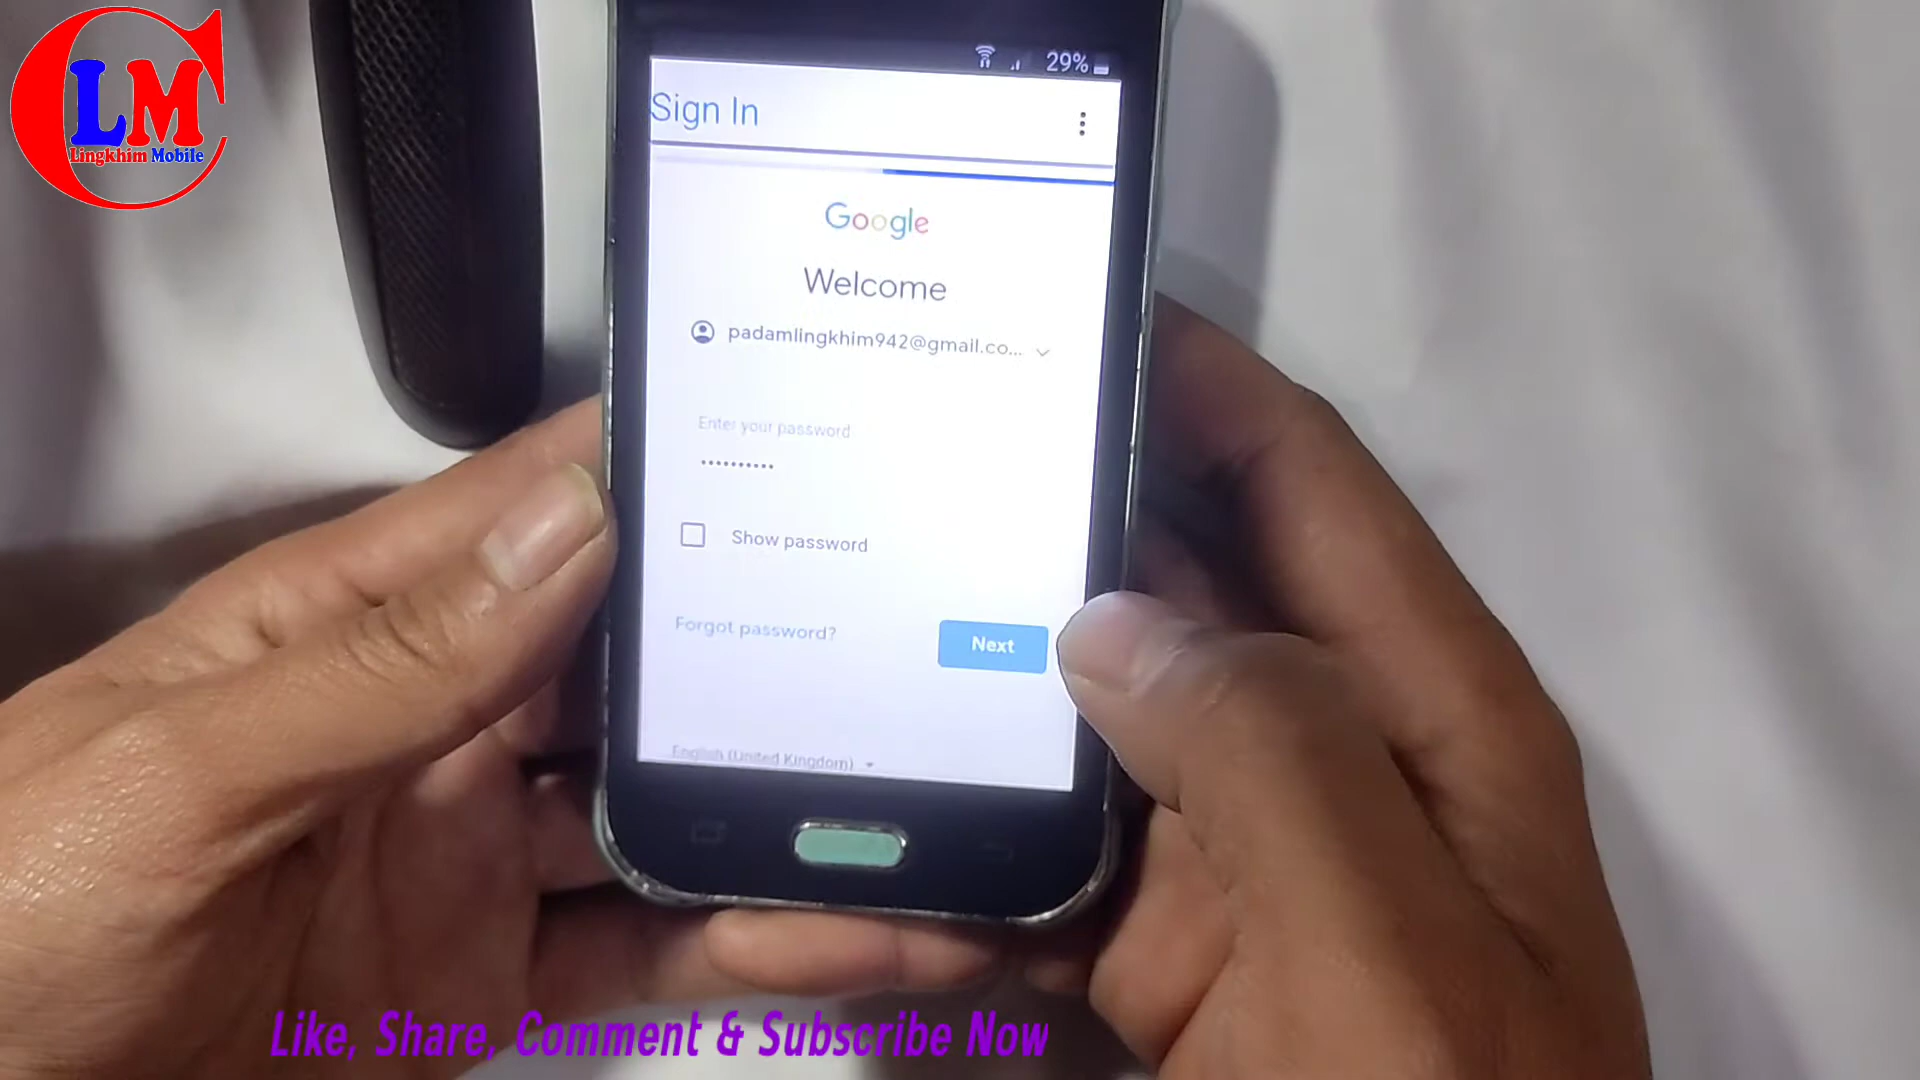 LM
Lingkhim Mobile
29%
Sign In
Google
Welcome
padamlingkhim942@gmail.co...
Enter your password
••••••••••
Show password
Forgot password?
Next
English (United Kingdom)
Like, Share, Comment & Subscribe Now